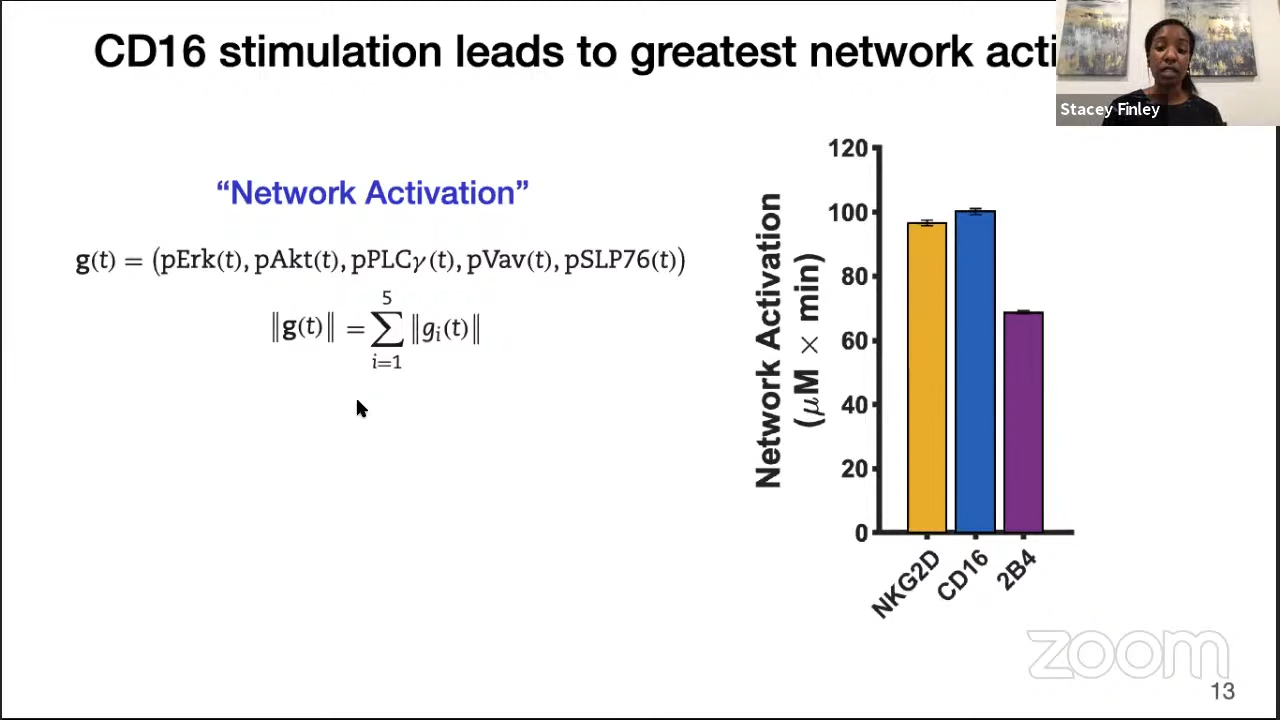 CD16 stimulation leads to greatest network acti
Stacey Finley
“Network Activation”
g(t) = (pErk(t), pAkt(t), pPLCγ(t), pVav(t), pSLP76(t))
5
‖g(t)‖ = ∑ ‖gᵢ(t)‖
i=1
Network Activation
(μM × min)
120
100
80
60
40
20
0
NKG2D
CD16
2B4
zoom
13